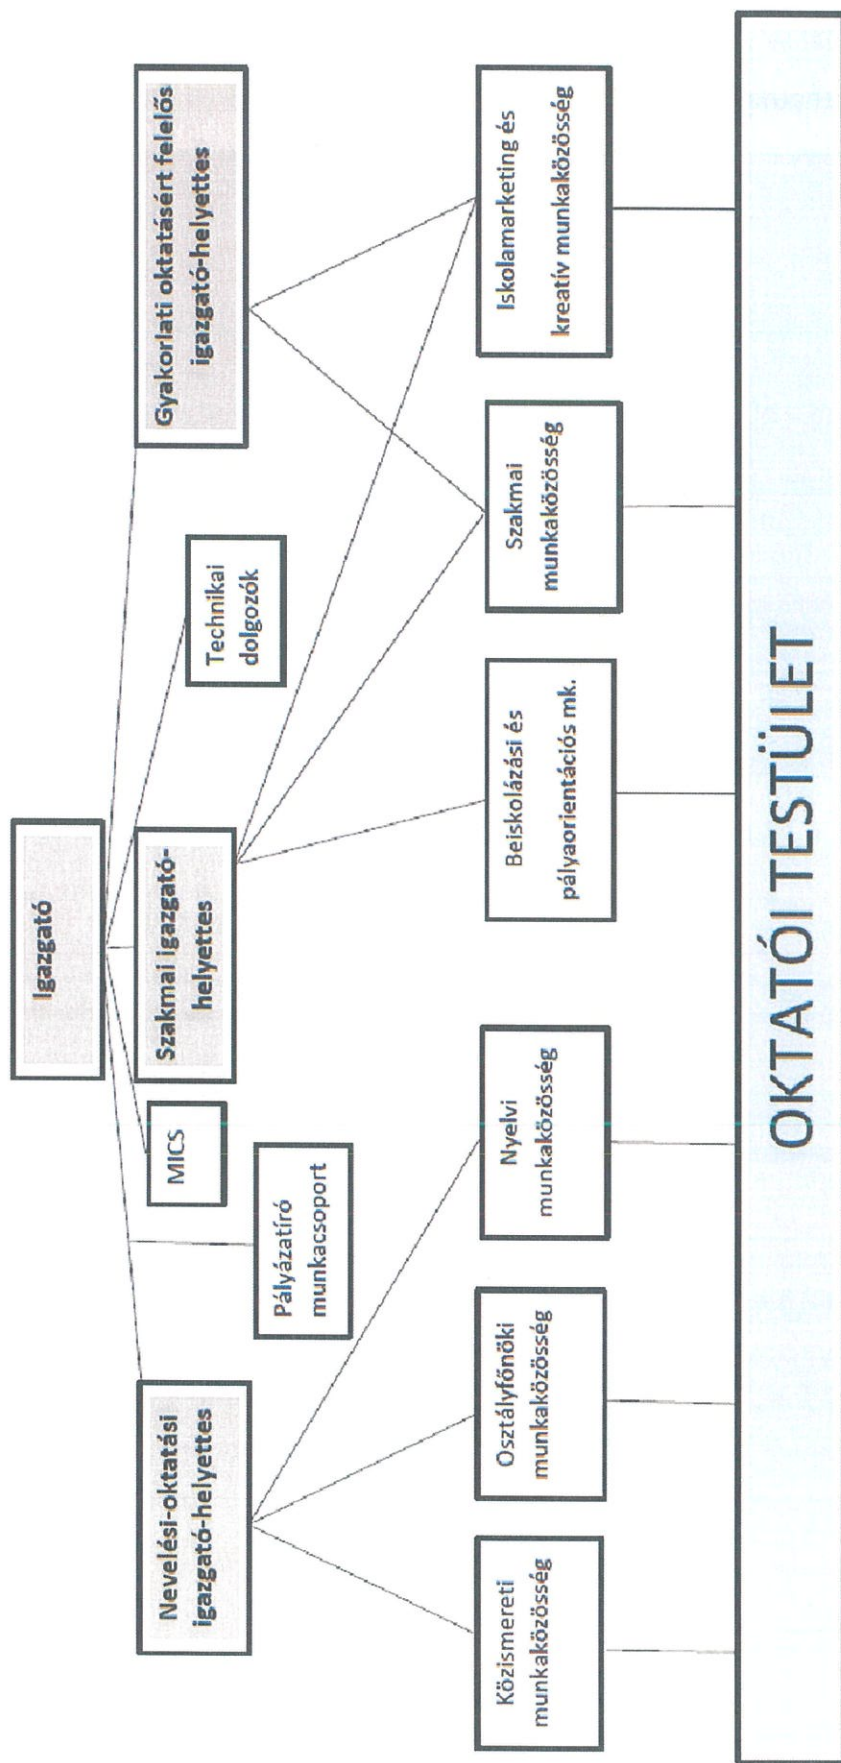 Igazgató
Nevelési-oktatási
igazgató-helyettes
MICS
Szakmai igazgató-
helyettes
Technikai
dolgozók
Gyakorlati oktatásért felelős
igazgató-helyettes
Pályázatíró
munkacsoport
Közismereti
munkaközösség
Osztályfőnöki
munkaközösség
Nyelvi
munkaközösség
Beiskolázási és
pályaorientációs mk.
Szakmai
munkaközösség
Iskolamarketing és
kreatív munkaközösség
OKTATÓI TESTÜLET